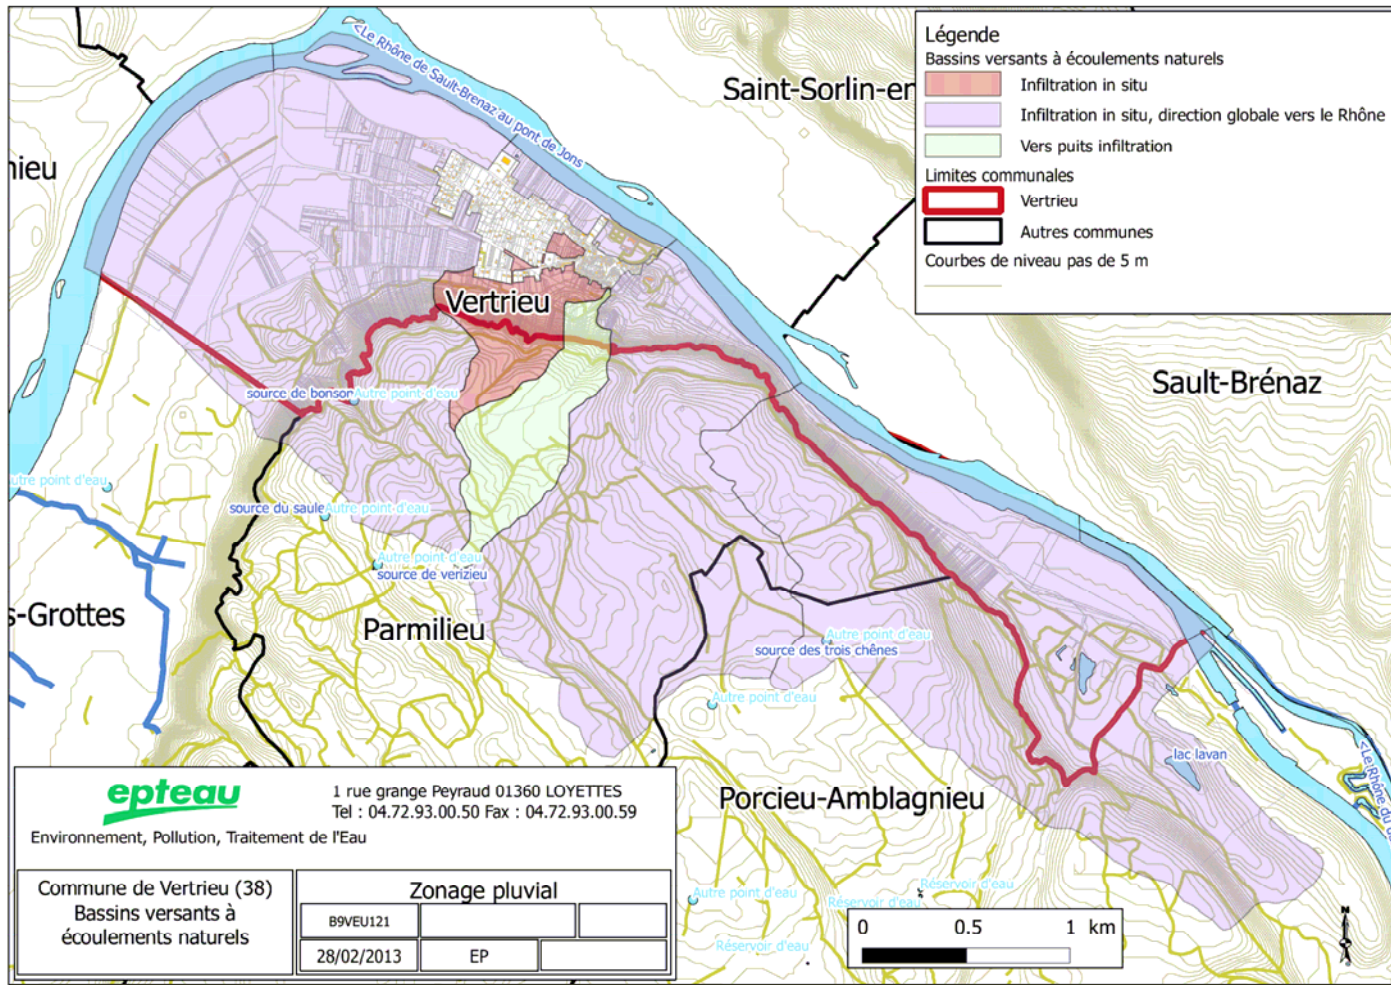 Légende
Bassins versants à écoulements naturels
Infiltration in situ
Infiltration in situ, direction globale vers le Rhône
Vers puits infiltration
Limites communales
Vertrieu
Autres communes
Courbes de niveau pas de 5 m
<Le Rhône de Sault-Brenaz au pont de Jons
Saint-Sorlin-en
nieu
Vertrieu
Sault-Brénaz
source de bonson
Autre point d'eau
utre point d'eau
source du saule
Autre point d'eau
Autre point d'eau
source de verizieu
s-Grottes
Parmilieu
Autre point d'eau
source des trois chênes
Autre point d'eau
lac lavan
<Le Rhône du
Porcieu-Amblagnieu
Autre point d'eau
Réservoir d'eau
Réservoir d'eau
Réservoir d'eau
0 0.5 1 km
N
epteau
1 rue grange Peyraud 01360 LOYETTES
Tel : 04.72.93.00.50 Fax : 04.72.93.00.59
Environnement, Pollution, Traitement de l'Eau
Commune de Vertrieu (38)
Bassins versants à
écoulements naturels
Zonage pluvial
B9VEU121
28/02/2013
EP